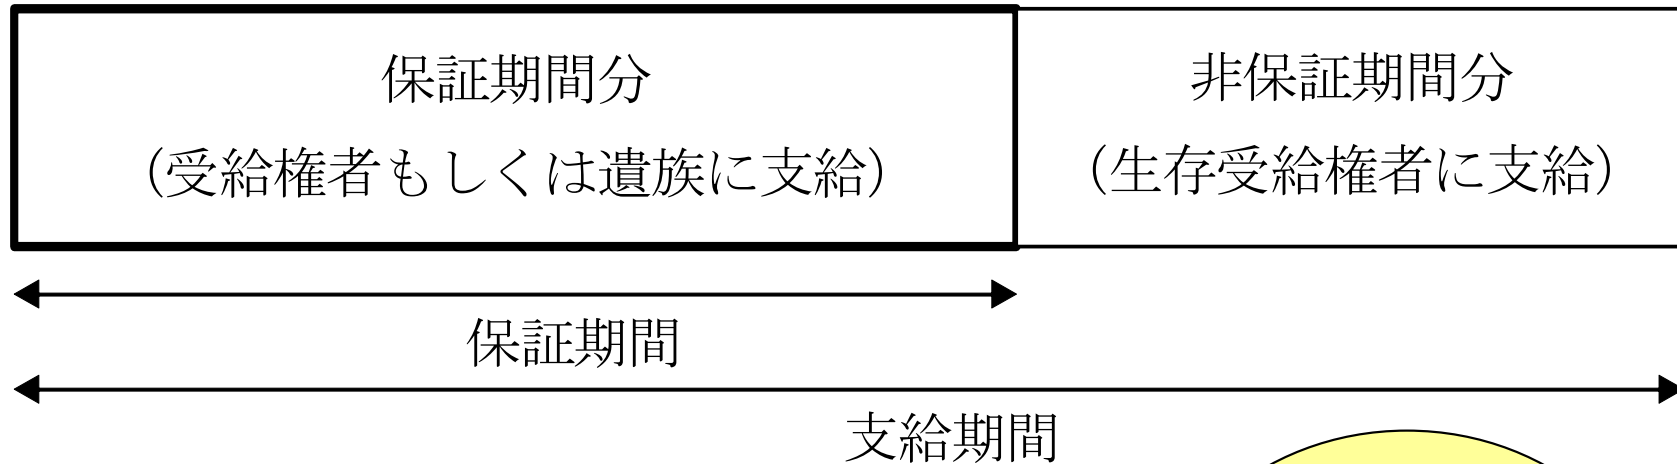 保証期間分
（受給権者もしくは遺族に支給）
非保証期間分
（生存受給権者に支給）
保証期間
支給期間